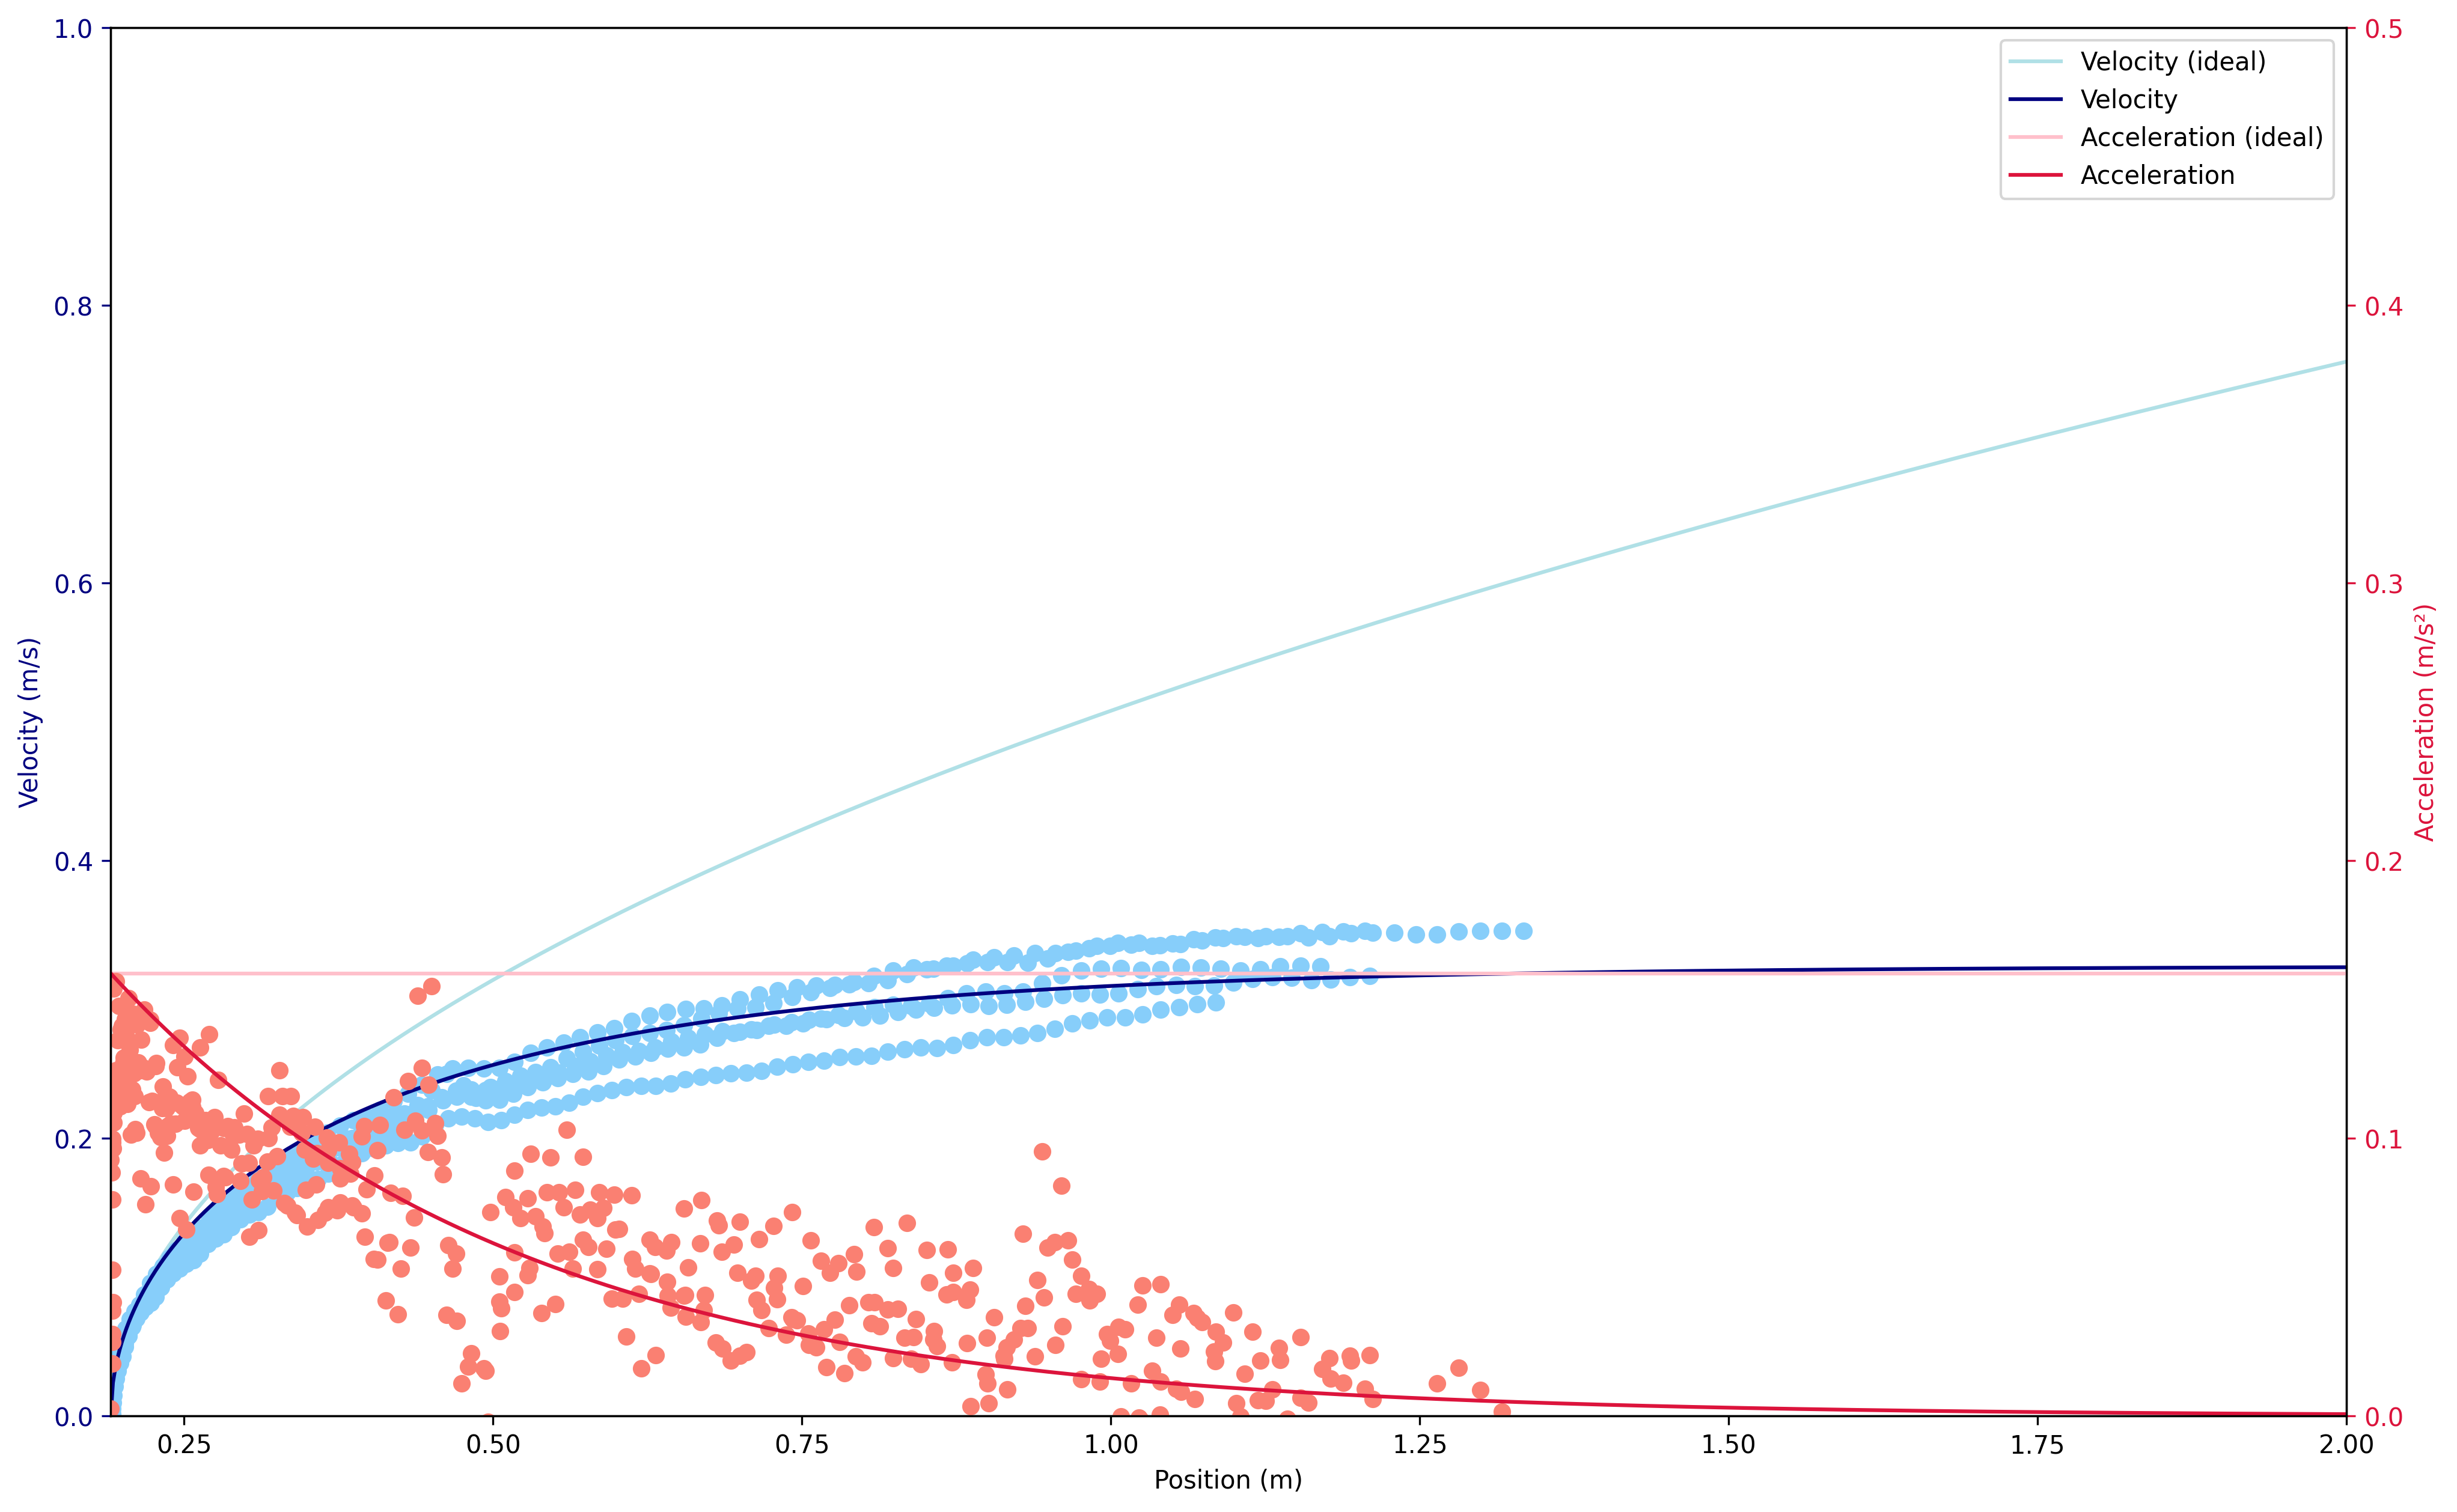 1.0
0.8
0.6
0.4
0.2
0.0
Velocity (m/s)
0.25
0.50
0.75
1.00
1.25
1.50
1.75
2.00
Position (m)
0.5
0.4
0.3
0.2
0.1
0.0
Acceleration (m/s²)
Velocity (ideal)
Velocity
Acceleration (ideal)
Acceleration